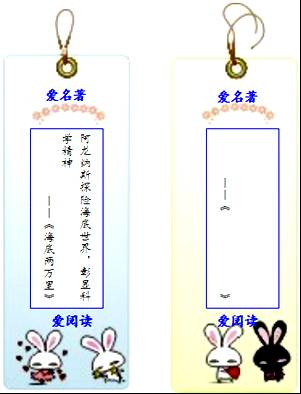 爱名著
阿龙纳斯探险海底世界，彭显科
学精神
——《海底两万里》
爱阅读
爱名著
——《　　　　》
爱阅读